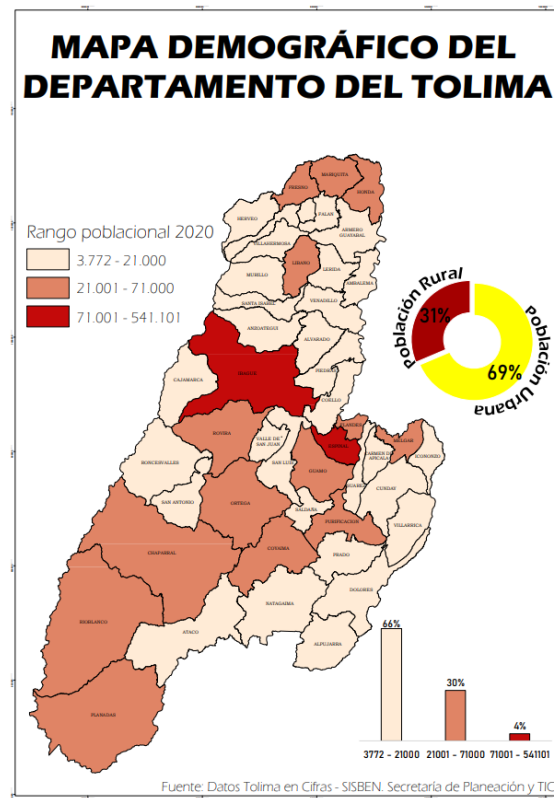 MAPA DEMOGRÁFICO DEL
DEPARTAMENTO DEL TOLIMA
Rango poblacional 2020
3.772 - 21.000
21.001 - 71.000
71.001 - 541.101
MARIQUITA
FRESNO
HONDA
HERVEO
PALAN
ARMERO
GUAYABAL
VILLAHERMOSA
LIBANO
LERIDA
MURILLO
AMBALEMA
SANTA ISABEL
VENADILLO
ANZOATEGUI
ALVARADO
IBAGUE
PIEDRAS
CAJAMARCA
COELLO
FLANDES
ROVIRA
VALLE DE
SAN JUAN
ESPINAL
MELGAR
CARMEN DE
APICALA
ICONONZO
RONCESVALLES
SAN LUIS
GUAMO
SUAREZ
CUNDAY
SAN ANTONIO
ORTEGA
SALDAÑA
PURIFICACION
VILLARRICA
CHAPARRAL
COYAIMA
PRADO
DOLORES
RIOBLANCO
NATAGAIMA
ATACO
ALPUJARRA
PLANADAS
Población Rural
31%
Población Urbana
69%
66%
30%
4%
3772 - 21000 21001 - 71000 71001 - 541101
Fuente: Datos Tolima en Cifras - SISBEN. Secretaría de Planeación y TIC